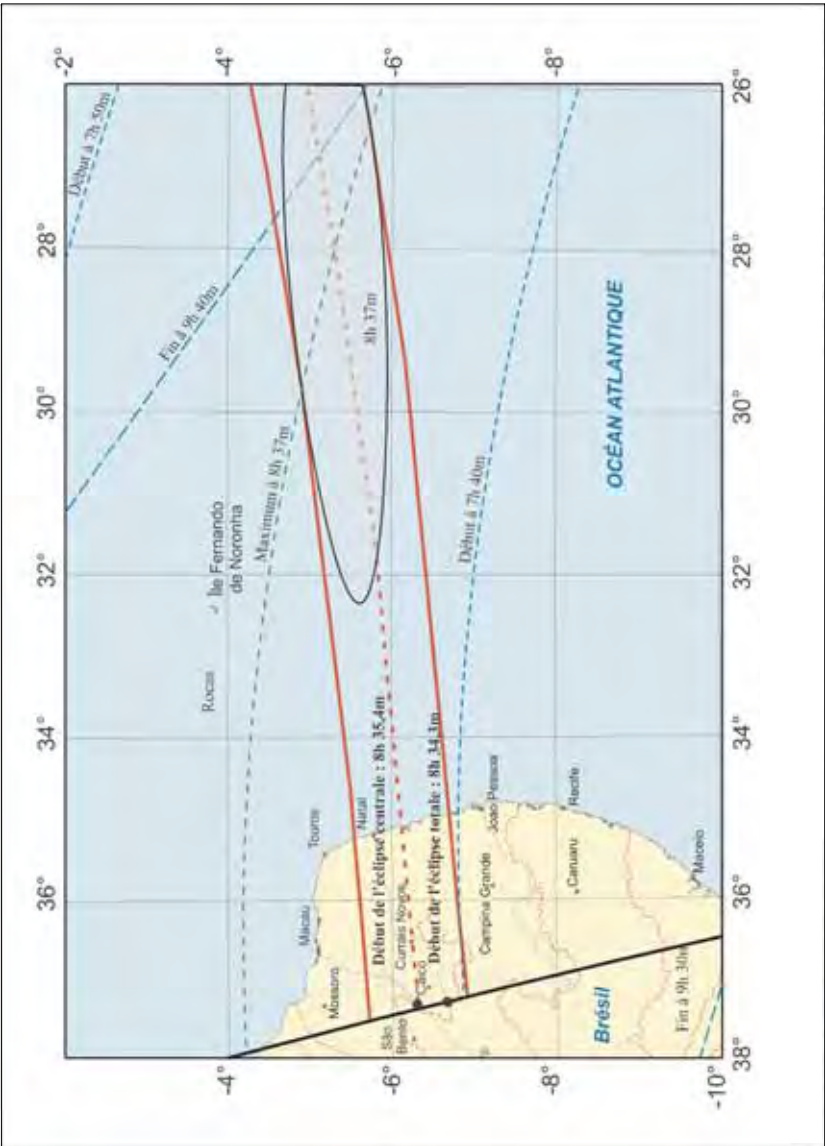 38°
36°
34°
32°
30°
28°
26°
-2°
-4°
-4°
-6°
-6°
-8°
-8°
-10°
38°
36°
34°
32°
30°
28°
26°
Début à 7h 50m
Fin à 9h 40m
Maximum à 8h 37m
Île Fernando
de Noronha
Rocas
8h 37m
Début à 7h 40m
OCÉAN ATLANTIQUE
Début de l'éclipse centrale : 8h 35,4m
Début de l'éclipse totale : 8h 34,3m
Touros
Natal
Macau
Mossoro
Currais Novos
Caico
São
Bento
Campina Grande
Joao Pessoa
Recife
Caruaru
Maceio
Brésil
Fin à 9h 30m